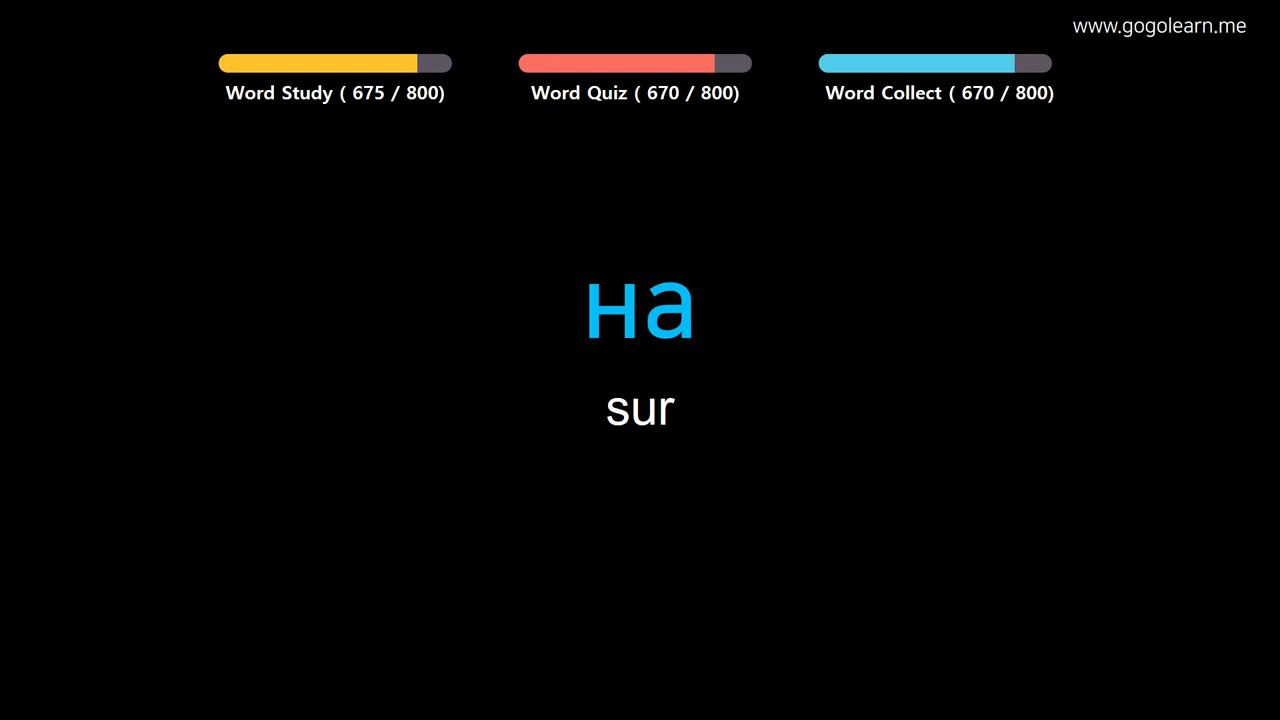 www.gogolearn.me
Word Study ( 675 / 800)
Word Quiz ( 670 / 800)
Word Collect ( 670 / 800)
на
sur